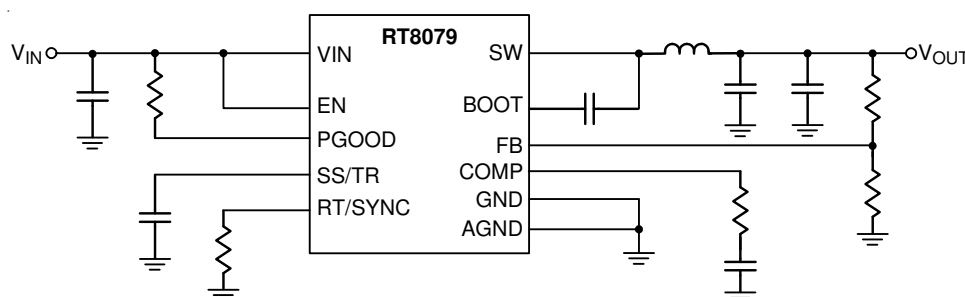 RT8079
VIN
VIN
SW
VOUT
EN
BOOT
PGOOD
FB
SS/TR
COMP
RT/SYNC
GND
AGND